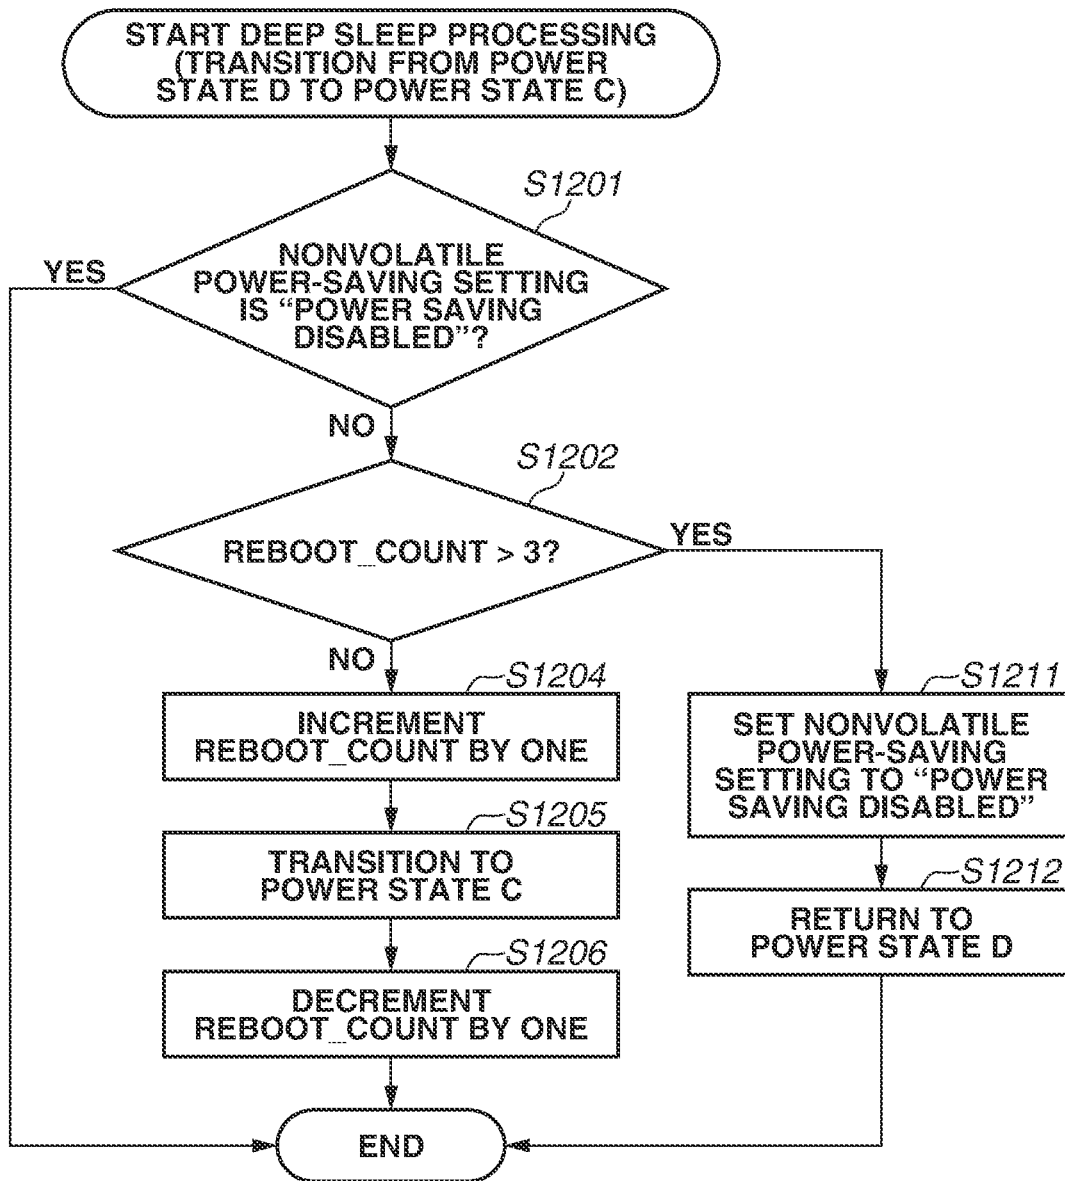 START DEEP SLEEP PROCESSING
(TRANSITION FROM POWER
STATE D TO POWER STATE C)
S1201
NONVOLATILE
POWER-SAVING SETTING
IS “POWER SAVING
DISABLED”?
YES
NO
S1202
REBOOT_COUNT > 3?
YES
NO
S1204
INCREMENT
REBOOT_COUNT BY ONE
S1205
TRANSITION TO
POWER STATE C
S1206
DECREMENT
REBOOT_COUNT BY ONE
S1211
SET NONVOLATILE
POWER-SAVING
SETTING TO “POWER
SAVING DISABLED”
S1212
RETURN TO
POWER STATE D
END